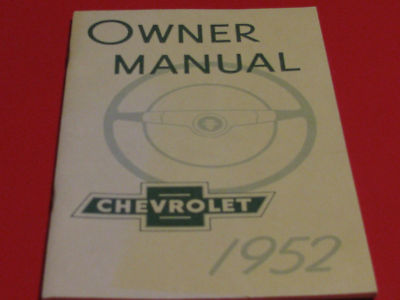 OWNER
MANUAL
CHEVROLET
1952